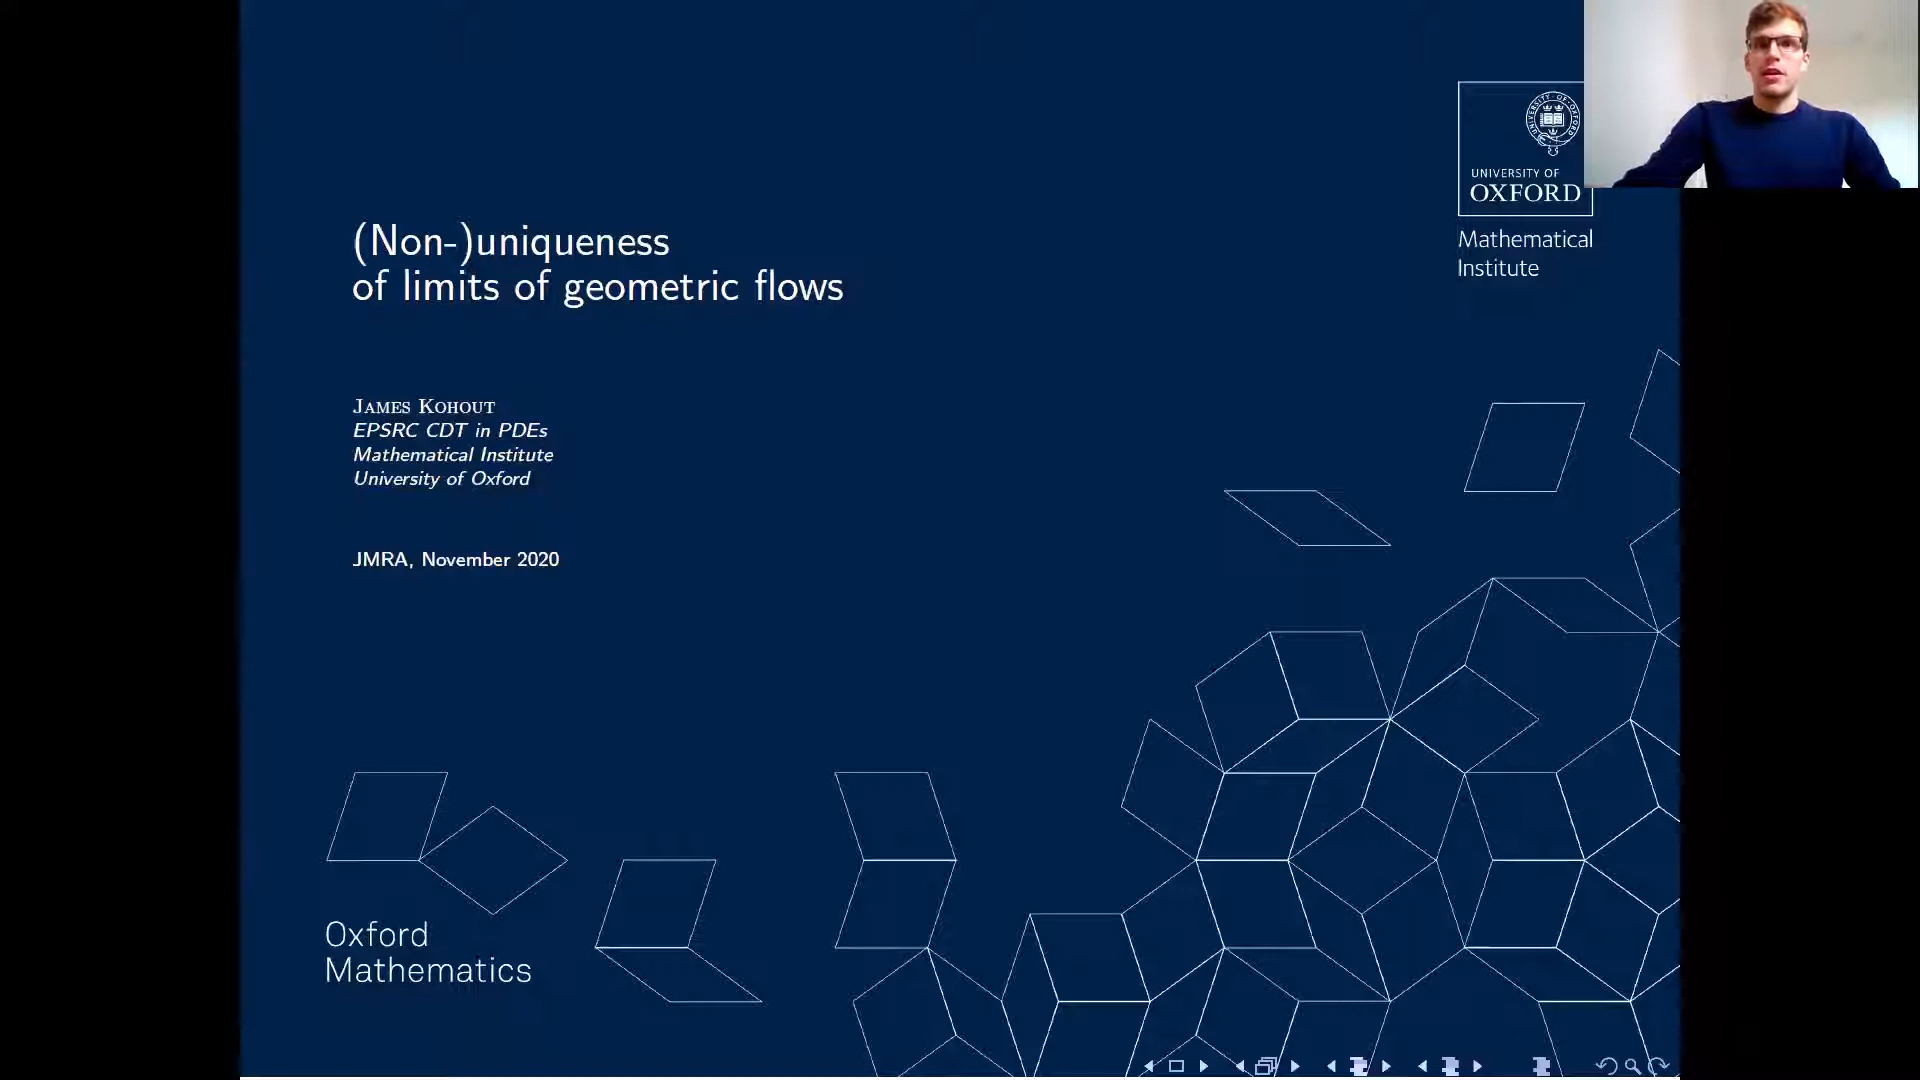 (Non-)uniqueness
of limits of geometric flows
JAMES KOHOUT
EPSRC CDT in PDEs
Mathematical Institute
University of Oxford
JMRA, November 2020
UNIVERSITY OF
OXFORD
Mathematical
Institute
Oxford
Mathematics